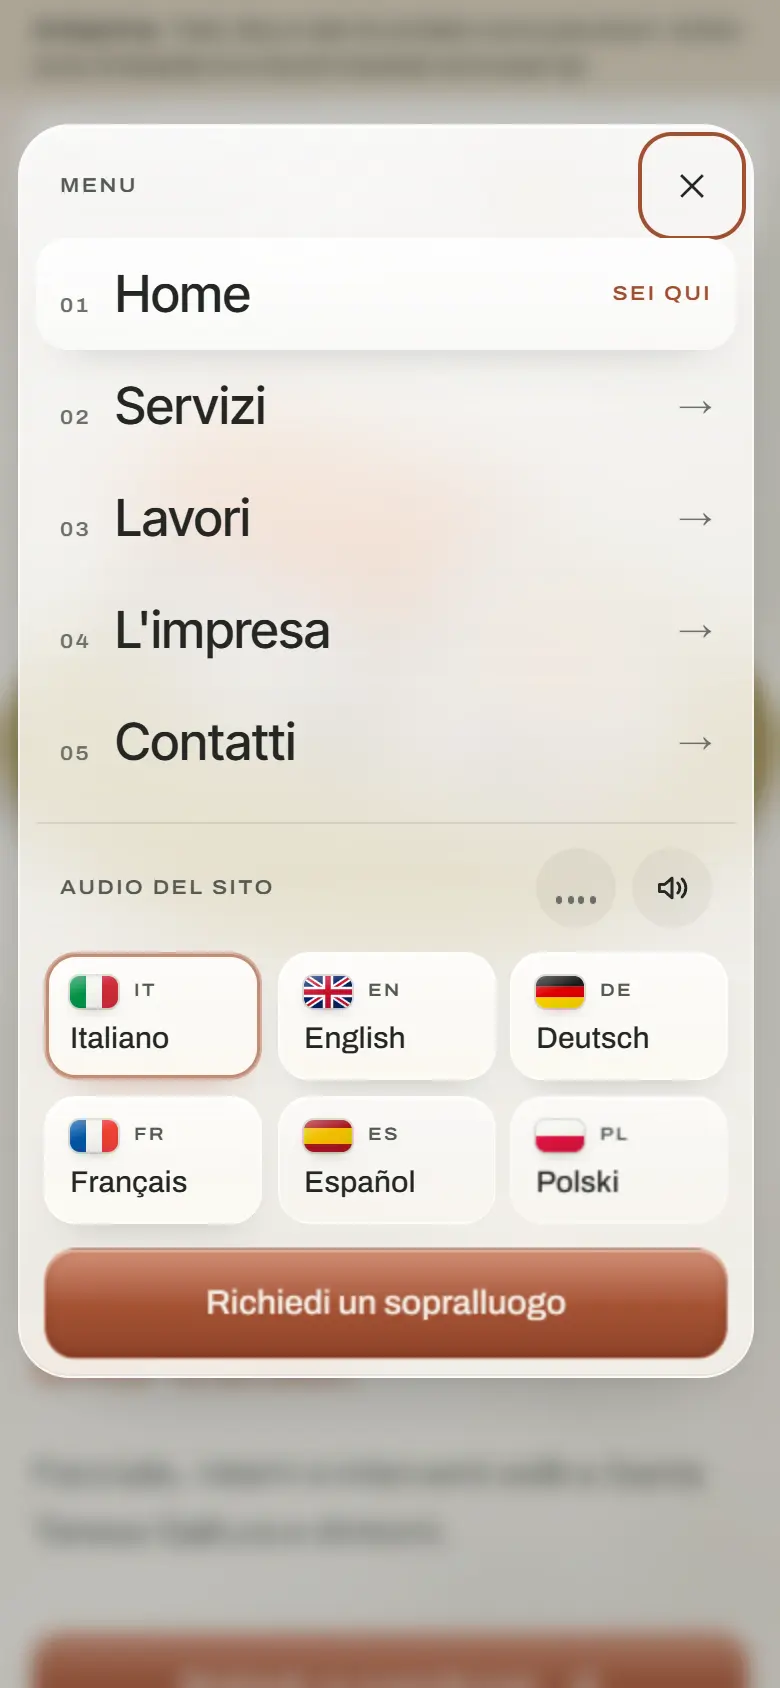 MENU
01 Home SEI QUI
02 Servizi
03 Lavori
04 L'impresa
05 Contatti
AUDIO DEL SITO
IT
Italiano
EN
English
DE
Deutsch
FR
Français
ES
Español
PL
Polski
Richiedi un sopralluogo